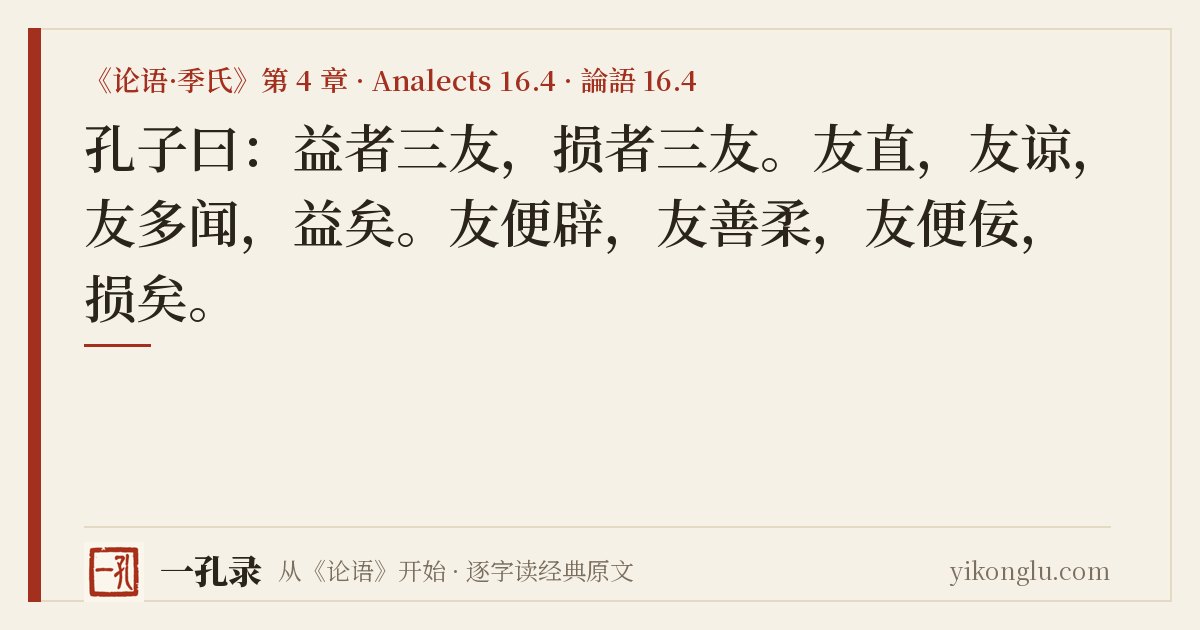 《论语·季氏》第 4 章 · Analects 16.4 · 論語 16.4
孔子曰：益者三友，损者三友。友直，友谅，
友多闻，益矣。友便辟，友善柔，友便佞，
损矣。
一孔
一孔录 从《论语》开始 · 逐字读经典原文 yikonglu.com